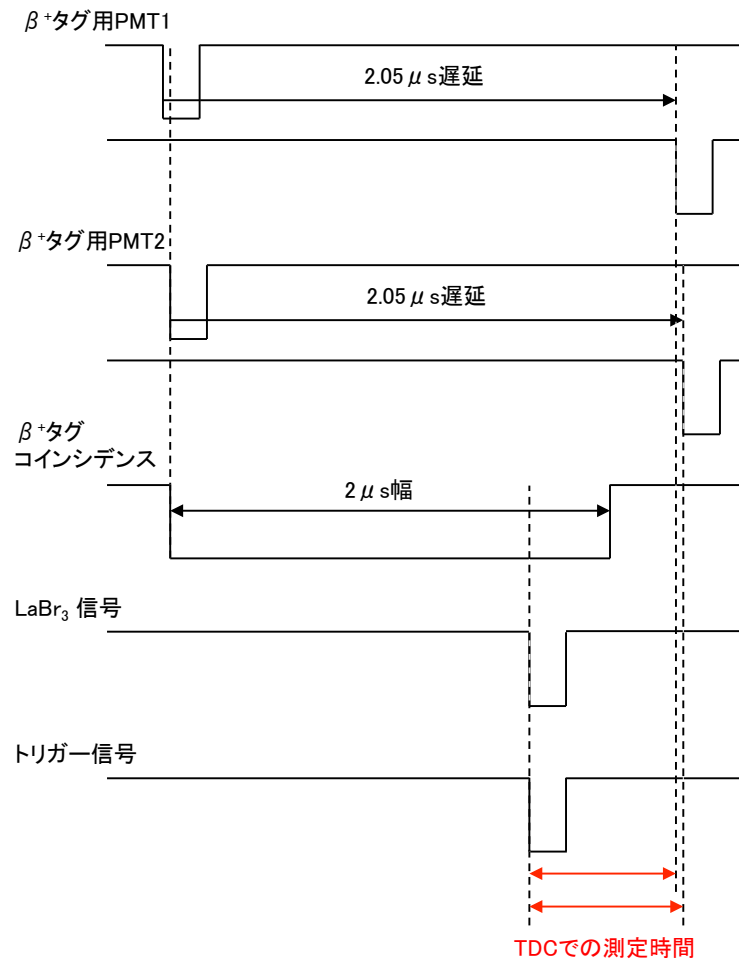 β⁺タグ用PMT1
2.05μs遅延
β⁺タグ用PMT2
2.05μs遅延
β⁺タグ
コインシデンス
2μs幅
LaBr₃ 信号
トリガー信号
TDCでの測定時間